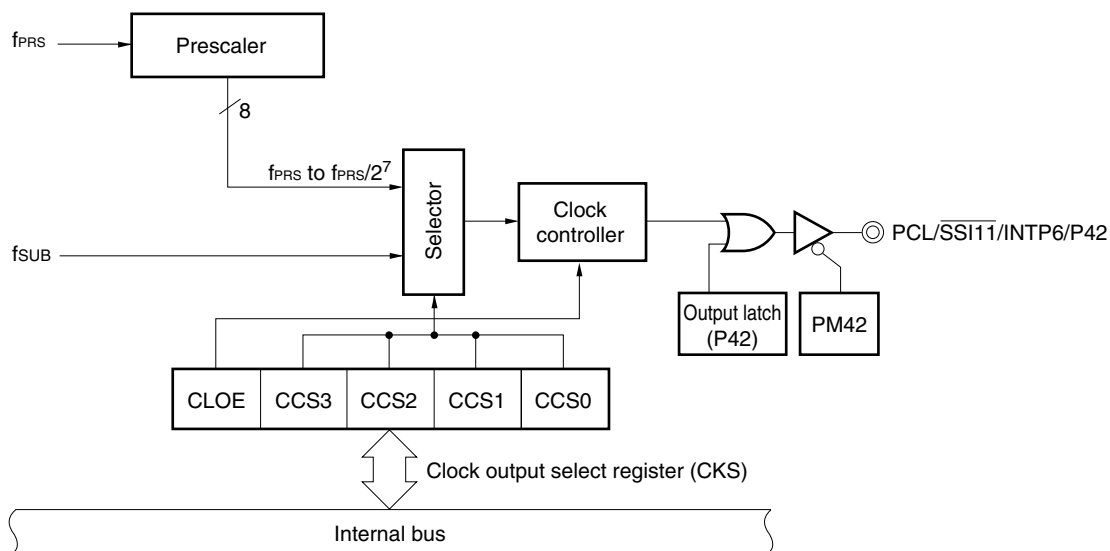 fPRS
Prescaler
8
fPRS to fPRS/2⁷
fSUB
Selector
Clock
controller
PCL/SSI11/INTP6/P42
Output latch
(P42)
PM42
CLOE
CCS3
CCS2
CCS1
CCS0
Clock output select register (CKS)
Internal bus